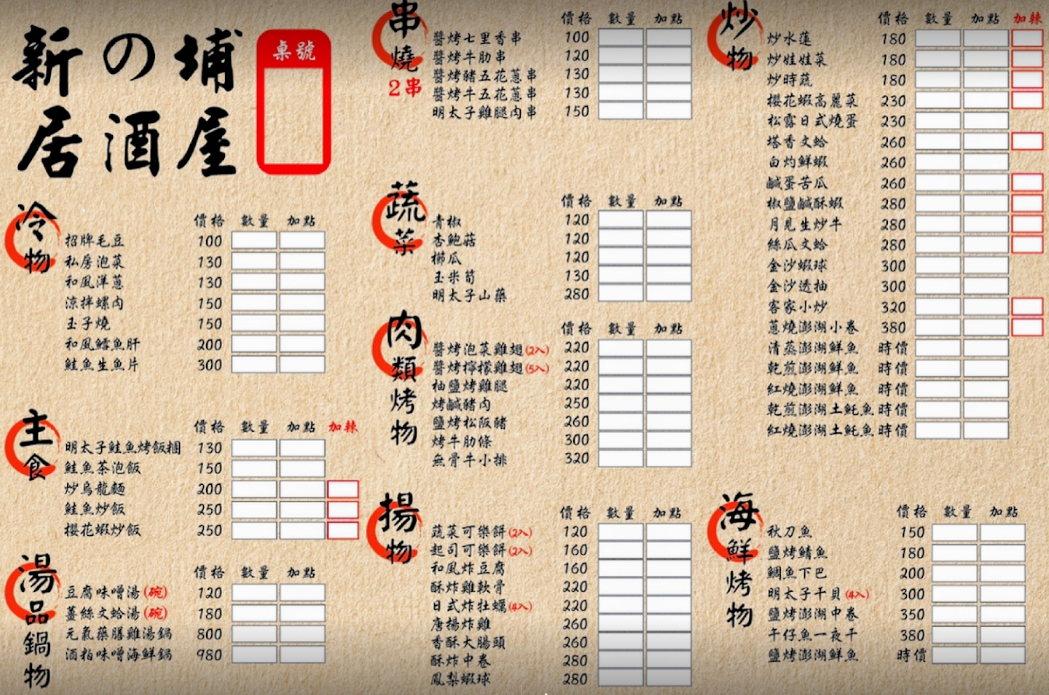 新の埔
居酒屋
桌號
冷物
價格 數量 加點
招牌毛豆 100
私房泡菜 130
和風洋蔥 130
涼拌螺肉 150
玉子燒 150
和風鱈魚肝 200
鮭魚生魚片 300
主食
價格 數量 加點 加辣
明太子鮭魚烤飯糰 130
鮭魚茶泡飯 150
炒烏龍麵 200
鮭魚炒飯 250
櫻花蝦炒飯 250
湯品鍋物
價格 數量 加點
豆腐味噌湯(碗) 120
薑絲文蛤湯(碗) 180
元氣藥膳雞湯鍋 800
酒粕味噌海鮮鍋 980
串燒
2串
價格 數量 加點
醬烤七里香串 100
醬烤牛肋串 120
醬烤豬五花蔥串 130
醬烤牛五花蔥串 130
明太子雞腿肉串 150
蔬菜
價格 數量 加點
青椒 120
杏鮑菇 120
櫛瓜 120
玉米筍 130
明太子山藥 280
肉類烤物
價格 數量 加點
醬烤泡菜雞翅(2入) 220
醬烤檸檬雞翅(5入) 220
柚鹽烤雞腿 220
烤鹹豬肉 250
鹽烤松阪豬 260
烤牛肋條 300
無骨牛小排 320
揚物
價格 數量 加點
蔬菜可樂餅(2入) 120
起司可樂餅(2入) 160
和風炸豆腐 160
酥炸雞軟骨 220
日式炸牡蠣(4入) 220
唐揚炸雞 260
香酥大腸頭 260
酥炸中卷 280
鳳梨蝦球 280
炒物
價格 數量 加點 加辣
炒水蓮 180
炒娃娃菜 180
炒時蔬 180
櫻花蝦高麗菜 230
松露日式燒蛋 230
塔香文蛤 260
白灼鮮蝦 260
鹹蛋苦瓜 260
椒鹽鹹酥蝦 280
月見生炒牛 280
絲瓜文蛤 280
金沙蝦球 300
金沙透抽 300
客家小炒 320
蔥燒澎湖小卷 380
清蒸澎湖鮮魚 時價
乾煎澎湖鮮魚 時價
紅燒澎湖鮮魚 時價
乾煎澎湖土魠魚 時價
紅燒澎湖土魠魚 時價
海鮮烤物
價格 數量 加點
秋刀魚 150
鹽烤鯖魚 180
鯛魚下巴 200
明太子干貝(4入) 300
鹽烤澎湖中卷 350
午仔魚一夜干 380
鹽烤澎湖鮮魚 時價